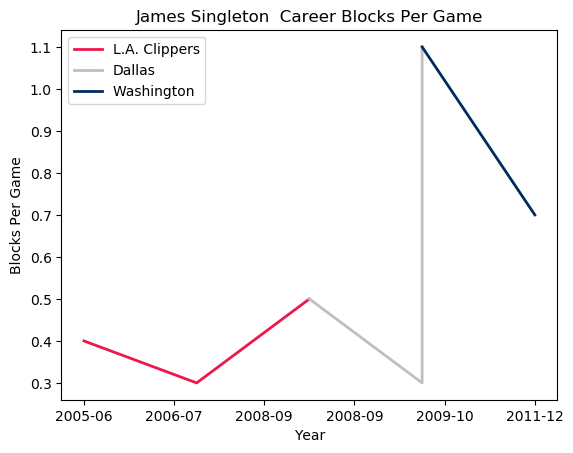 James Singleton  Career Blocks Per Game
L.A. Clippers
Dallas
Washington
Blocks Per Game
1.1
1.0
0.9
0.8
0.7
0.6
0.5
0.4
0.3
2005-06 2006-07 2008-09 2008-09 2009-10 2011-12
Year